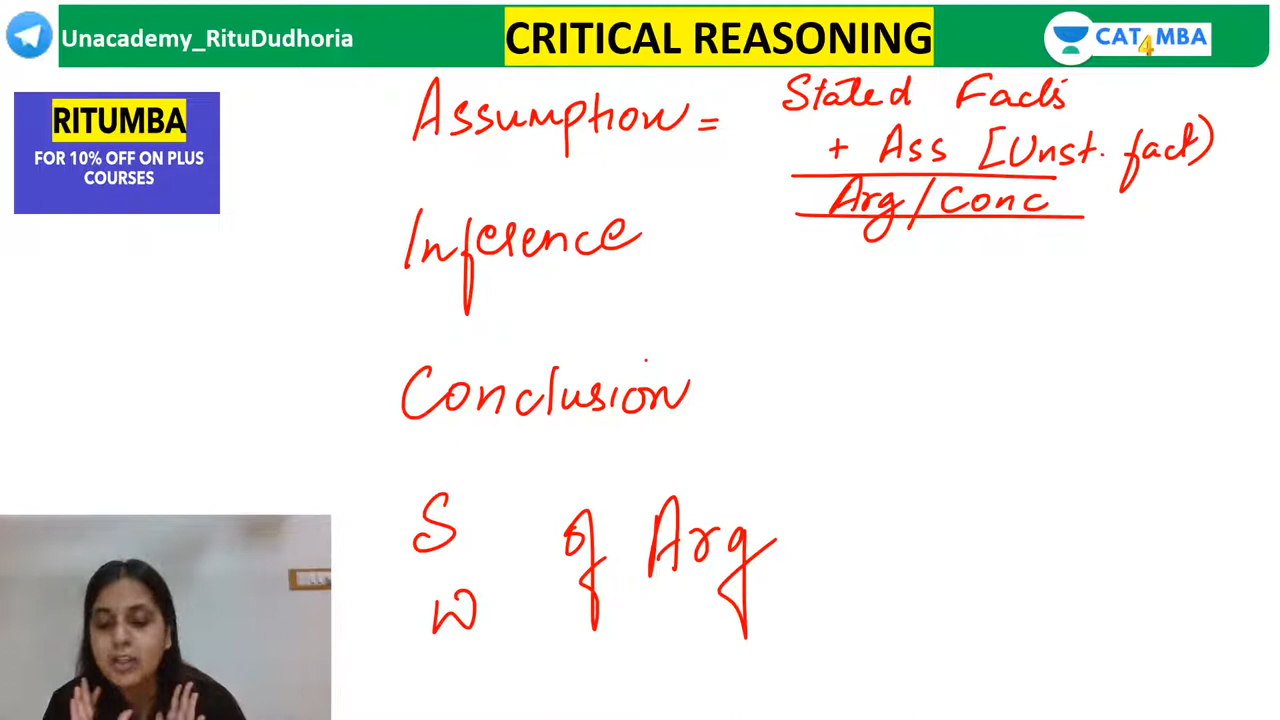 Unacademy_RituDudhoria
CRITICAL REASONING
CAT4MBA
RITUMBA
FOR 10% OFF ON PLUS
COURSES
Assumption =
Stated Facts
+ Ass [Unst. fact)
Arg/Conc
Inference
Conclusion
S
W
of Arg